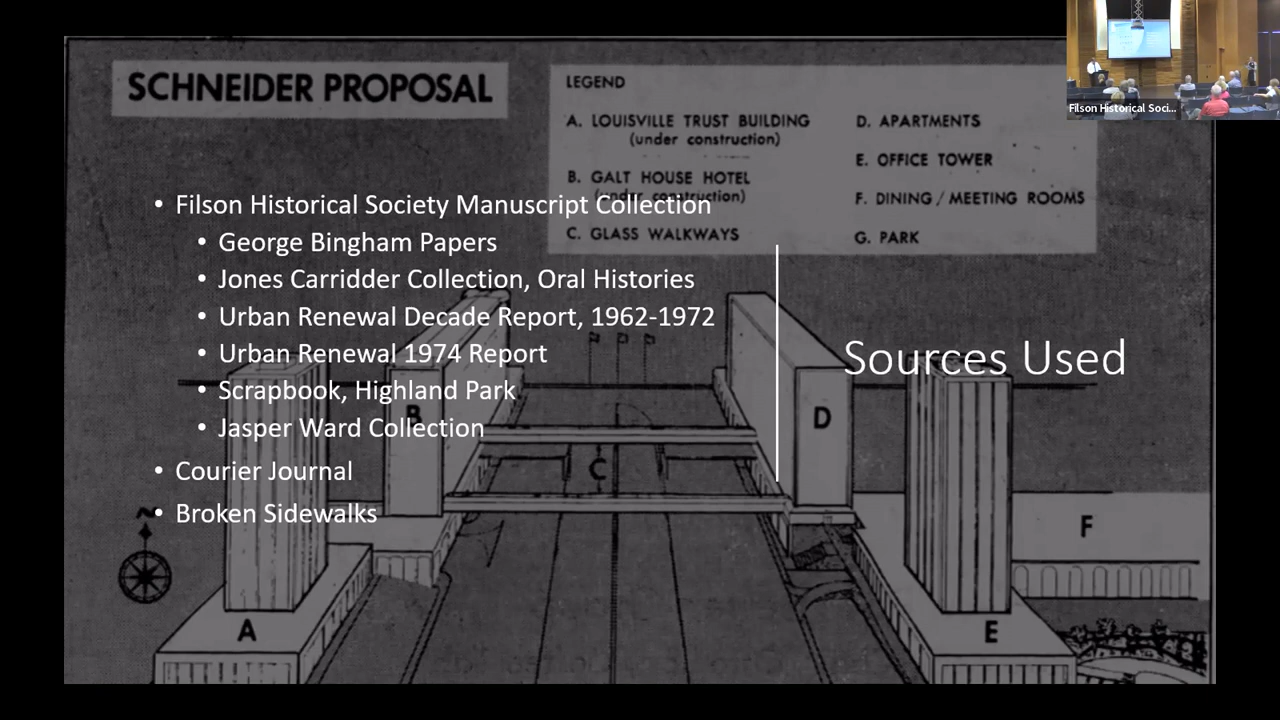 SCHNEIDER PROPOSAL
LEGEND
A. LOUISVILLE TRUST BUILDING
(under construction)
B. GALT HOUSE HOTEL
(under construction)
C. GLASS WALKWAYS
D. APARTMENTS
E. OFFICE TOWER
F. DINING / MEETING ROOMS
G. PARK
Filson Historical Soci...
• Filson Historical Society Manuscript Collection
• George Bingham Papers
• Jones Carridder Collection, Oral Histories
• Urban Renewal Decade Report, 1962-1972
• Urban Renewal 1974 Report
• Scrapbook, Highland Park
• Jasper Ward Collection
• Courier Journal
• Broken Sidewalks
Sources Used
B
D
C
F
N
A
E